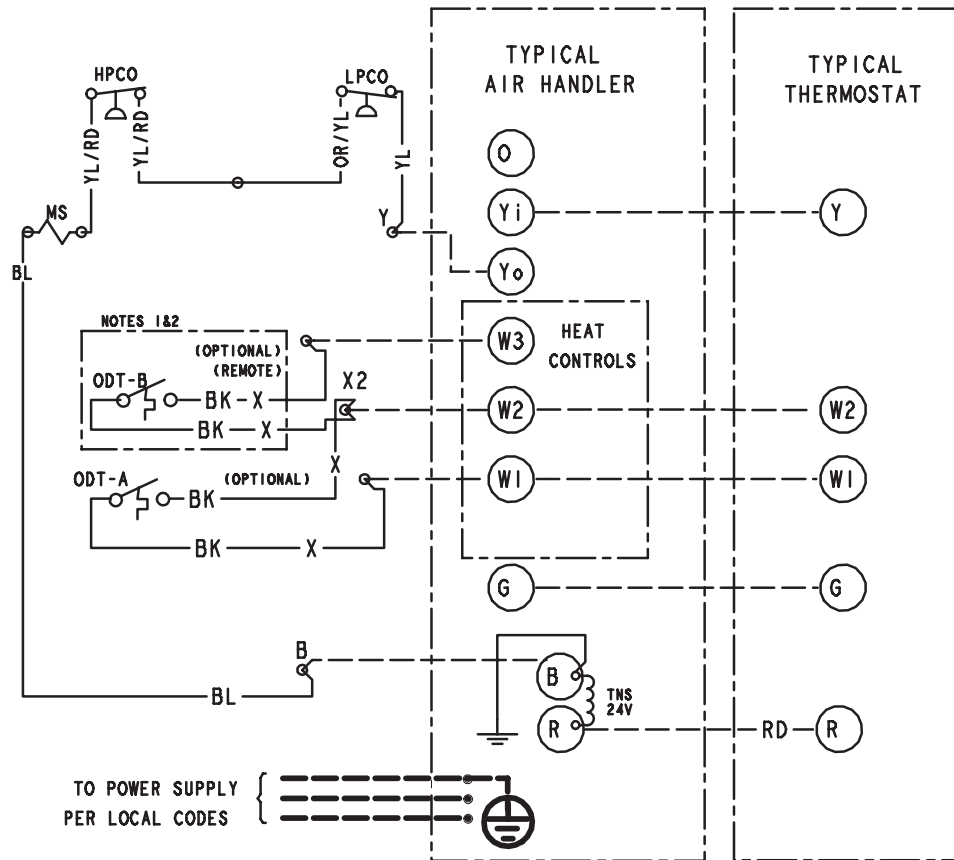 TYPICAL
AIR HANDLER
TYPICAL
THERMOSTAT
HPCO
LPCO
YL/RD
YL/RD
OR/YL
YL
O
MS
Y
Yi
Y
BL
Yo
NOTES 1&2
(OPTIONAL)
(REMOTE)
W3
HEAT
CONTROLS
ODT-B
BK-X
X2
BK X
W2
W2
X
ODT-A
(OPTIONAL)
BK
W1
W1
BK X
G
G
B
B
TNS
24V
BL
R
RD
R
TO POWER SUPPLY
PER LOCAL CODES